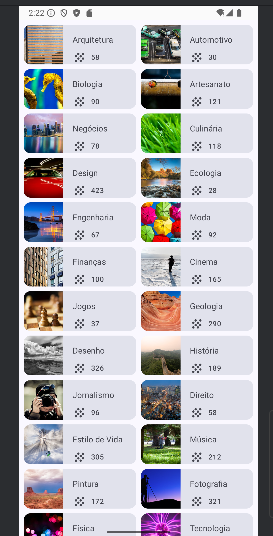 2:22
Arquitetura
58
Automotivo
30
Biologia
90
Artesanato
121
Negócios
78
Culinária
118
Design
423
Ecologia
28
Engenharia
67
Moda
92
Finanças
100
Cinema
165
Jogos
37
Geologia
290
Desenho
326
História
189
Jornalismo
96
Direito
58
Estilo de Vida
305
Música
212
Pintura
172
Fotografia
321
Física
Tecnologia